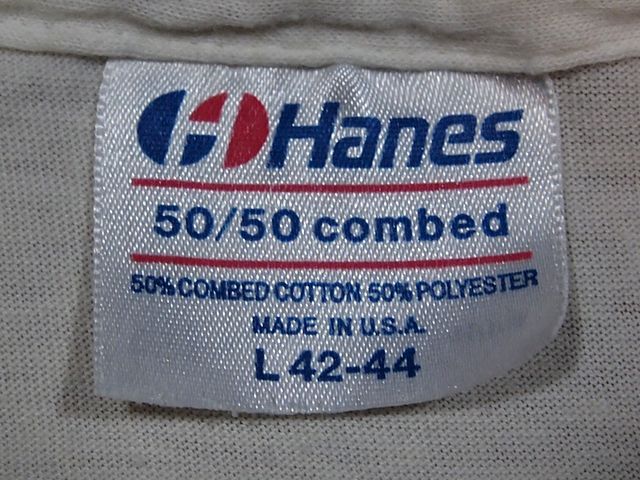 Hanes
50/50 combed
50% COMBED COTTON 50% POLYESTER
MADE IN U.S.A.
L 42-44